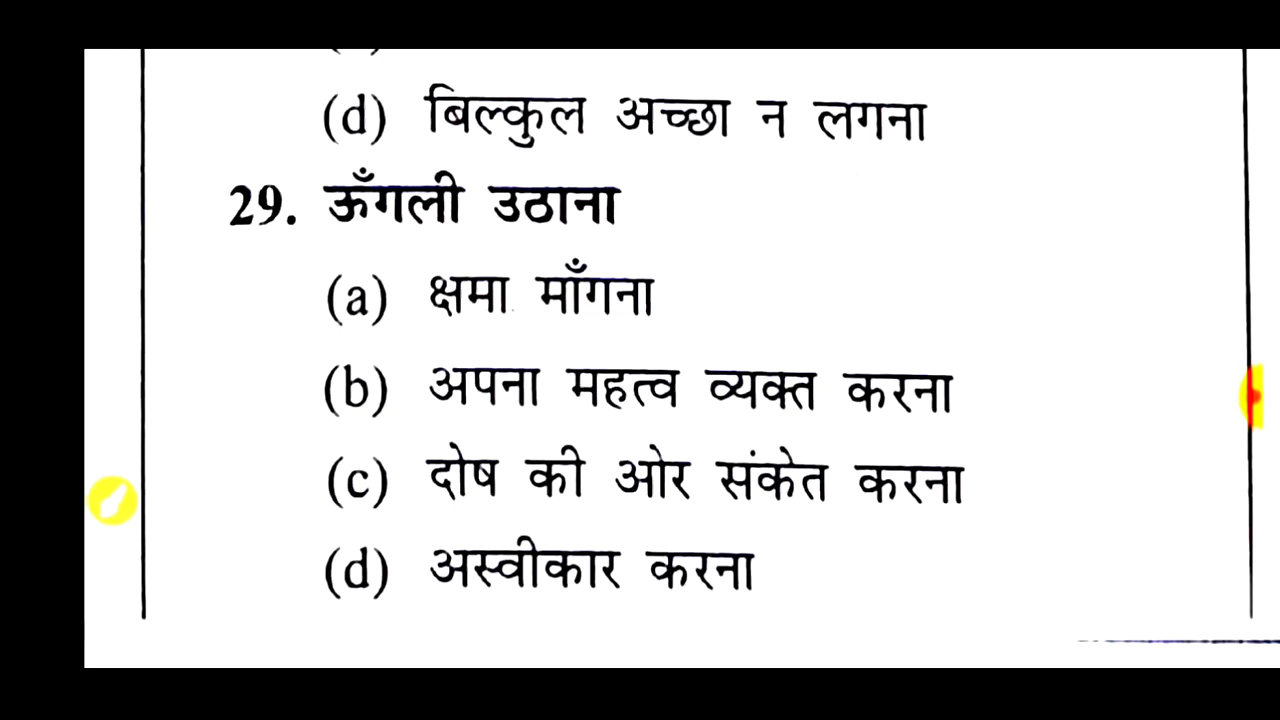 (d) बिल्कुल अच्छा न लगना
29. ऊँगली उठाना
(a) क्षमा माँगना
(b) अपना महत्व व्यक्त करना
(c) दोष की ओर संकेत करना
(d) अस्वीकार करना